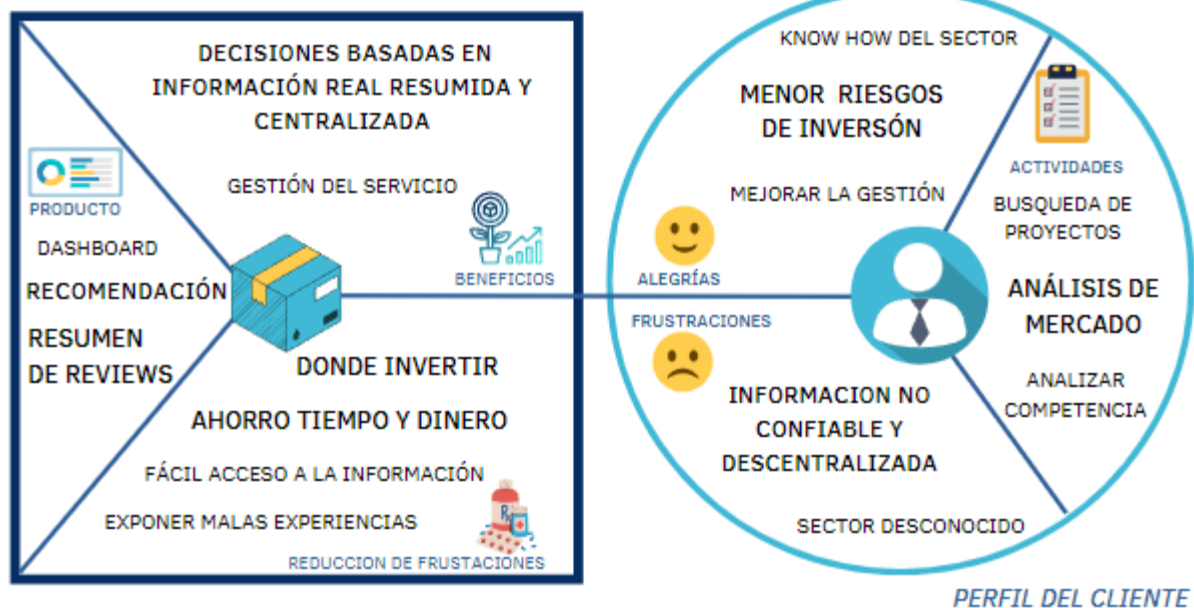 DECISIONES BASADAS EN
INFORMACIÓN REAL RESUMIDA Y
CENTRALIZADA
GESTIÓN DEL SERVICIO
BENEFICIOS
PRODUCTO
DASHBOARD
RECOMENDACIÓN
RESUMEN
DE REVIEWS
DONDE INVERTIR
AHORRO TIEMPO Y DINERO
FÁCIL ACCESO A LA INFORMACIÓN
EXPONER MALAS EXPERIENCIAS
REDUCCION DE FRUSTACIONES
KNOW HOW DEL SECTOR
MENOR RIESGOS
DE INVERSÓN
MEJORAR LA GESTIÓN
ALEGRÍAS
FRUSTRACIONES
INFORMACION NO
CONFIABLE Y
DESCENTRALIZADA
SECTOR DESCONOCIDO
ACTIVIDADES
BUSQUEDA DE
PROYECTOS
ANÁLISIS DE
MERCADO
ANALIZAR
COMPETENCIA
PERFIL DEL CLIENTE